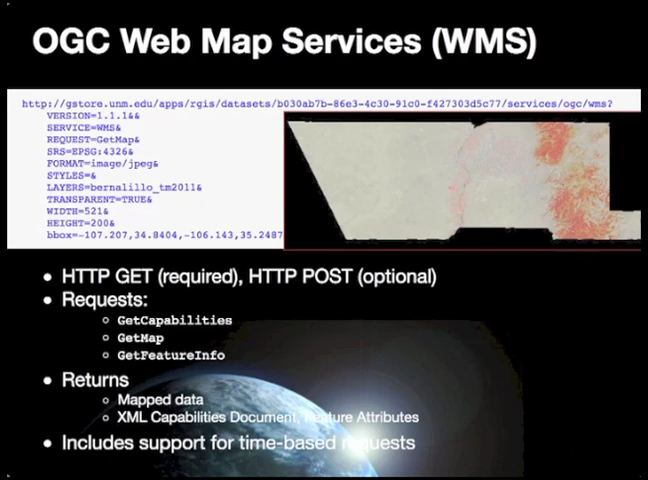 OGC Web Map Services (WMS)
http://gstore.unm.edu/apps/rgis/datasets/b030ab7b-86e3-4c30-91c0-f427303d5c77/services/ogc/wms?
VERSION=1.1.1&&
SERVICE=WMS&
REQUEST=GetMap&
SRS=EPSG:4326&
FORMAT=image/jpeg&
STYLES=&
LAYERS=bernalillo_tm2011&
TRANSPARENT=TRUE&
WIDTH=521&
HEIGHT=200&
bbox=-107.207,34.8404,-106.143,35.2487
• HTTP GET (required), HTTP POST (optional)
• Requests:
○ GetCapabilities
○ GetMap
○ GetFeatureInfo
• Returns
○ Mapped data
○ XML Capabilities Document, Feature Attributes
• Includes support for time-based requests